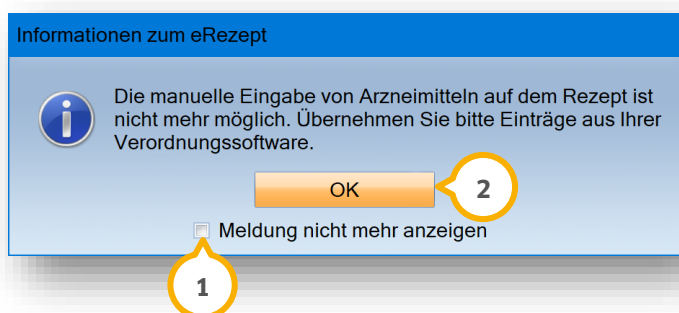 Informationen zum eRezept
Die manuelle Eingabe von Arzneimitteln auf dem Rezept ist
nicht mehr möglich. Übernehmen Sie bitte Einträge aus Ihrer
Verordnungssoftware.
OK
2
Meldung nicht mehr anzeigen
1